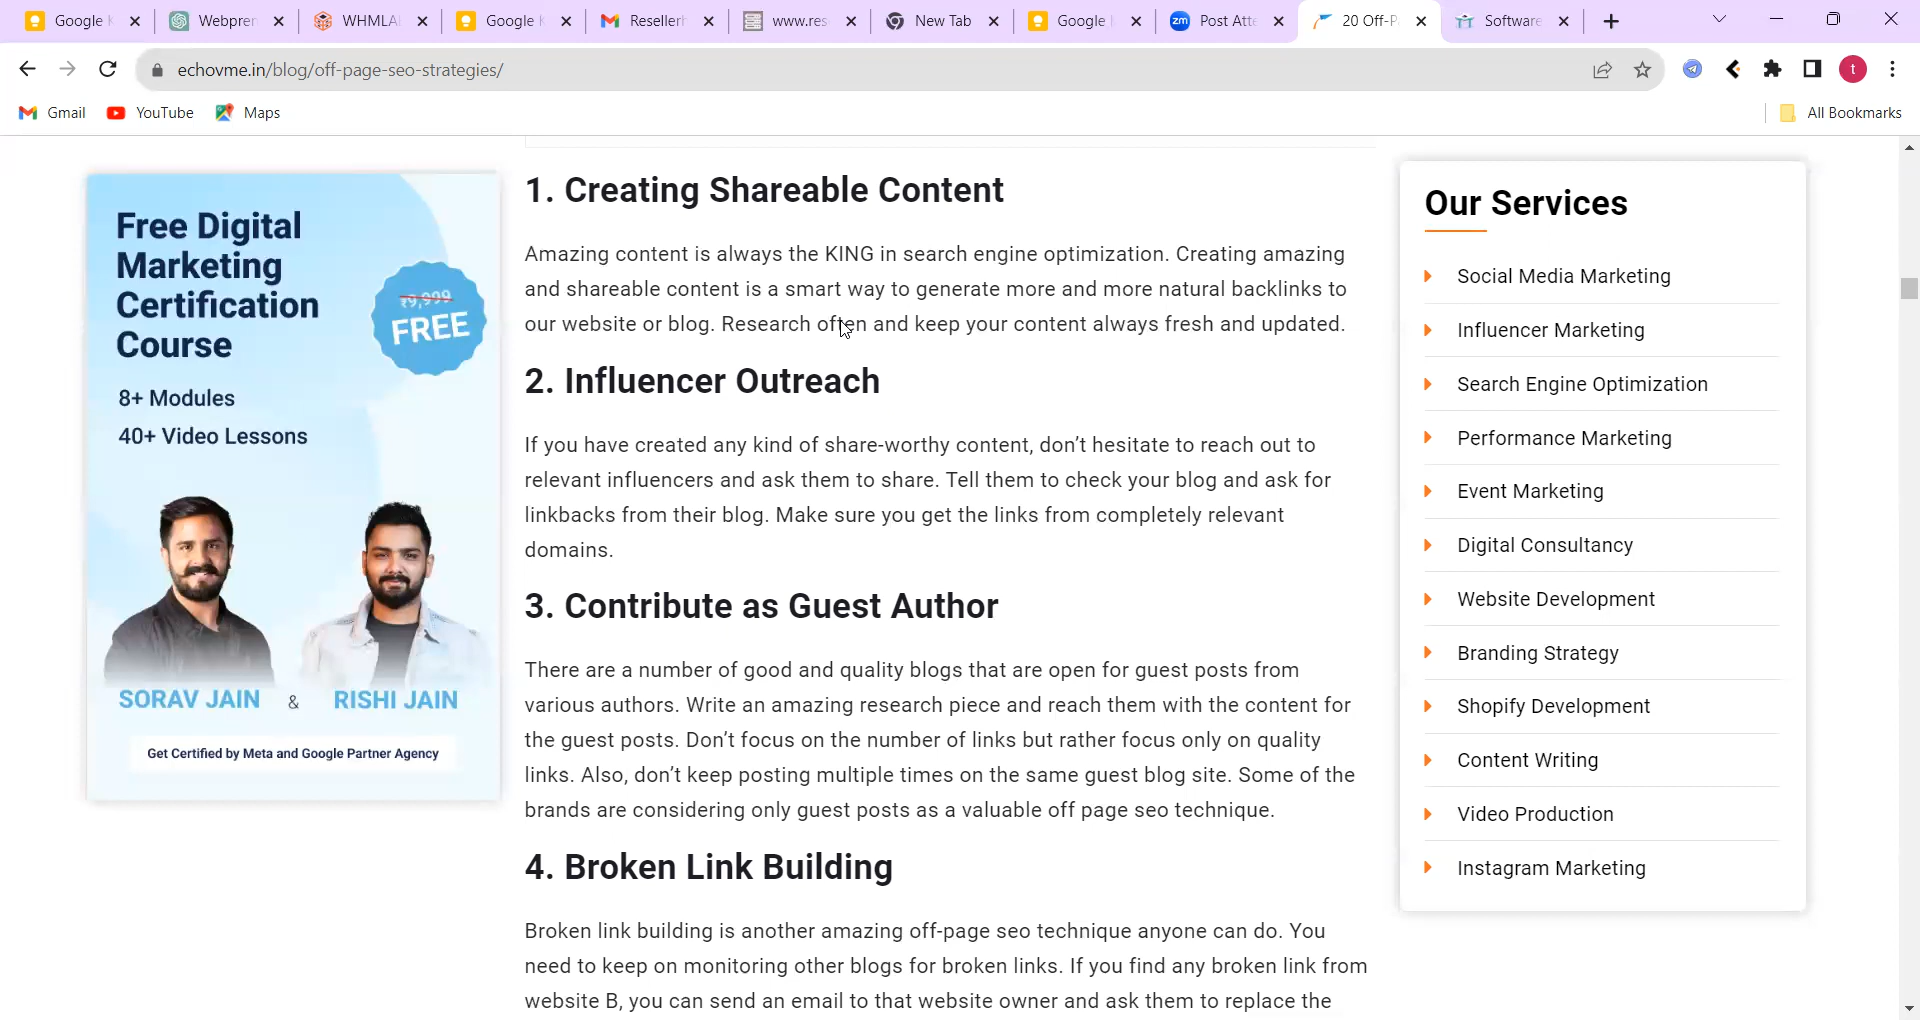 Google K
Webpren
WHMLA
Google K
Resellerh
www.res
New Tab
Google
Post Atte
20 Off-P
Software
echovme.in/blog/off-page-seo-strategies/
t
Gmail
YouTube
Maps
All Bookmarks
Free Digital
Marketing
Certification
Course
₹9,999
FREE
8+ Modules
40+ Video Lessons
SORAV JAIN & RISHI JAIN
Get Certified by Meta and Google Partner Agency
1. Creating Shareable Content
Amazing content is always the KING in search engine optimization. Creating amazing
and shareable content is a smart way to generate more and more natural backlinks to
our website or blog. Research often and keep your content always fresh and updated.
2. Influencer Outreach
If you have created any kind of share-worthy content, don’t hesitate to reach out to
relevant influencers and ask them to share. Tell them to check your blog and ask for
linkbacks from their blog. Make sure you get the links from completely relevant
domains.
3. Contribute as Guest Author
There are a number of good and quality blogs that are open for guest posts from
various authors. Write an amazing research piece and reach them with the content for
the guest posts. Don’t focus on the number of links but rather focus only on quality
links. Also, don’t keep posting multiple times on the same guest blog site. Some of the
brands are considering only guest posts as a valuable off page seo technique.
4. Broken Link Building
Broken link building is another amazing off-page seo technique anyone can do. You
need to keep on monitoring other blogs for broken links. If you find any broken link from
website B, you can send an email to that website owner and ask them to replace the
Our Services
Social Media Marketing
Influencer Marketing
Search Engine Optimization
Performance Marketing
Event Marketing
Digital Consultancy
Website Development
Branding Strategy
Shopify Development
Content Writing
Video Production
Instagram Marketing